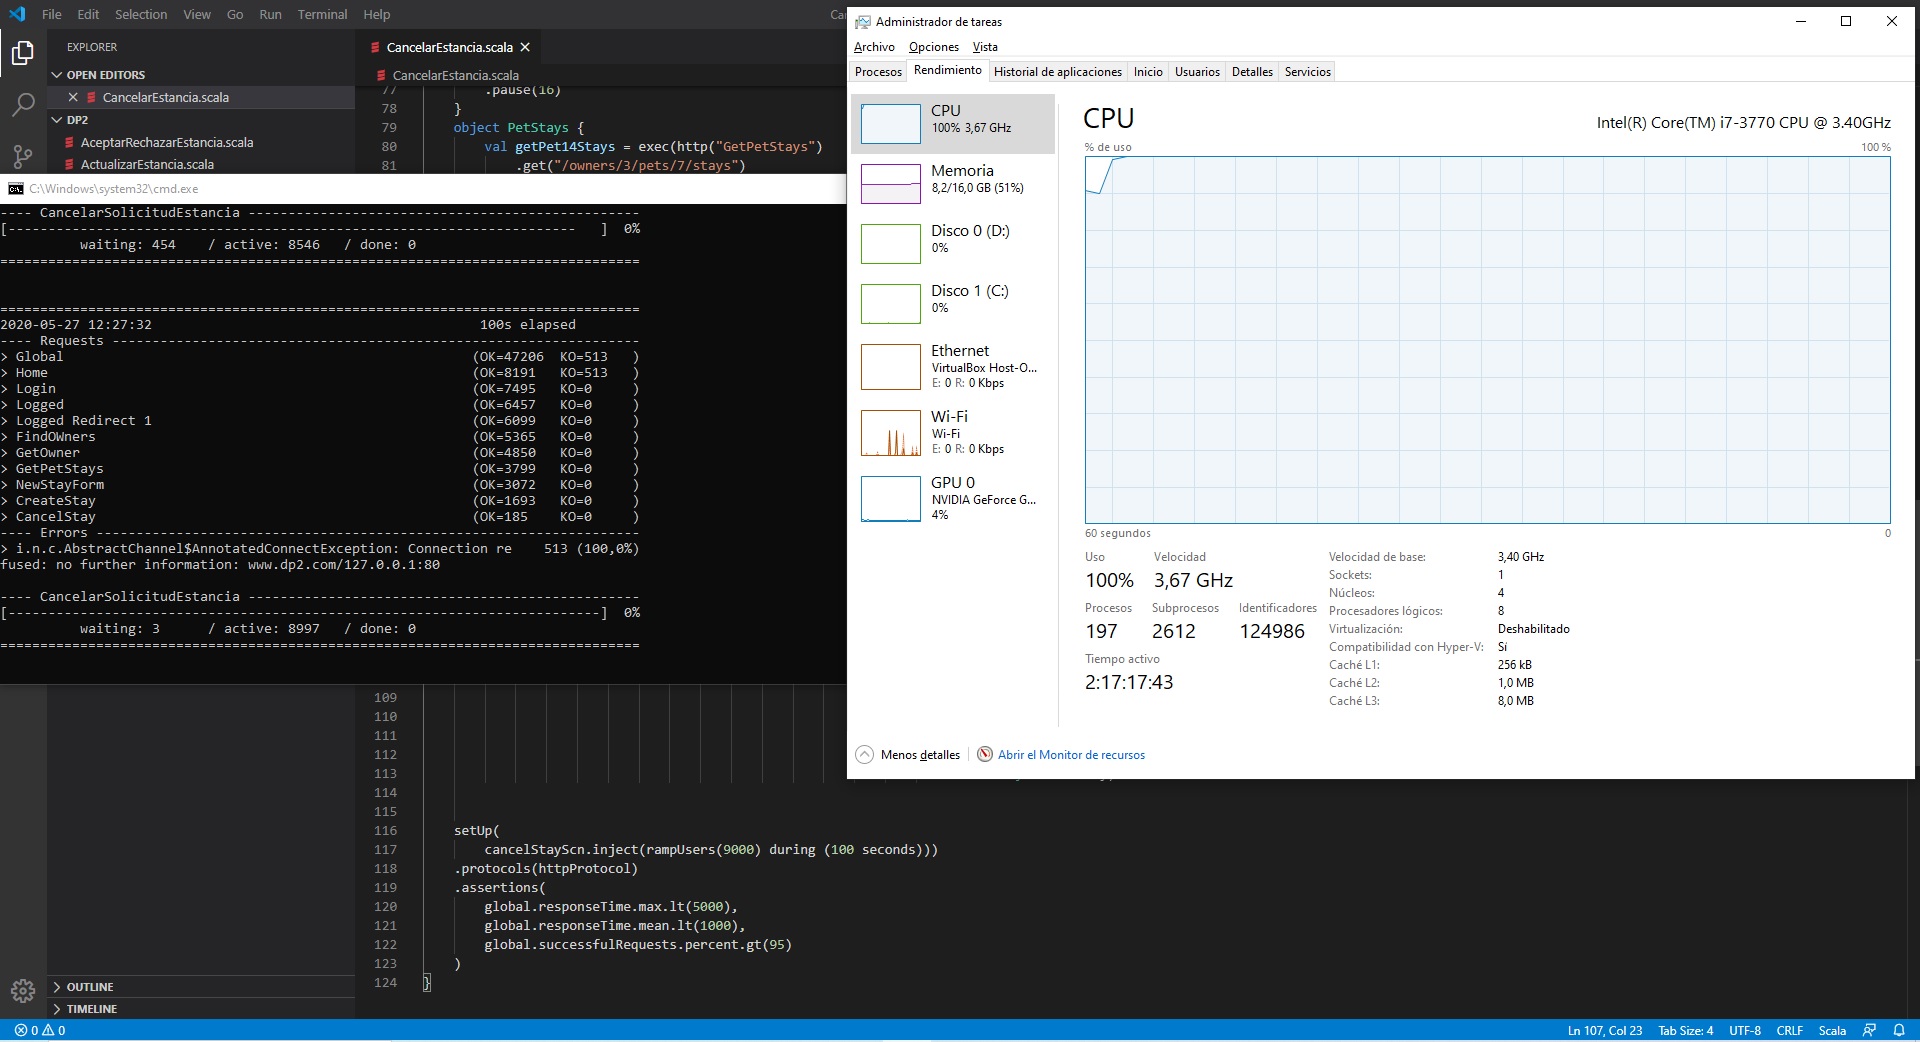 File Edit Selection View Go Run Terminal Help
EXPLORER
OPEN EDITORS
CancelarEstancia.scala
DP2
AceptarRechazarEstancia.scala
ActualizarEstancia.scala
CancelarEstancia.scala
CancelarEstancia.scala
77 .pause(16)
78 }
79 object PetStays {
80 val getPet14Stays = exec(http("GetPetStays")
81 .get("/owners/3/pets/7/stays")
C:\Windows\system32\cmd.exe
---- CancelarSolicitudEstancia -------------------------------------------------
[----------------------------------------------------------------------- ] 0%
waiting: 454 / active: 8546 / done: 0
================================================================================
================================================================================
2020-05-27 12:27:32 100s elapsed
---- Requests ------------------------------------------------------------------
> Global (OK=47206 KO=513 )
> Home (OK=8191 KO=513 )
> Login (OK=7495 KO=0 )
> Logged (OK=6457 KO=0 )
> Logged Redirect 1 (OK=6099 KO=0 )
> FindOWners (OK=5365 KO=0 )
> GetOwner (OK=4850 KO=0 )
> GetPetStays (OK=3799 KO=0 )
> NewStayForm (OK=3072 KO=0 )
> CreateStay (OK=1693 KO=0 )
> CancelStay (OK=185 KO=0 )
---- Errors --------------------------------------------------------------------
> i.n.c.AbstractChannel$AnnotatedConnectException: Connection re 513 (100,0%)
fused: no further information: www.dp2.com/127.0.0.1:80
---- CancelarSolicitudEstancia -------------------------------------------------
[--------------------------------------------------------------------------] 0%
waiting: 3 / active: 8997 / done: 0
================================================================================
109
110
111
112
113
114
115
116 setUp(
117 cancelStayScn.inject(rampUsers(9000) during (100 seconds)))
118 .protocols(httpProtocol)
119 .assertions(
120 global.responseTime.max.lt(5000),
121 global.responseTime.mean.lt(1000),
122 global.successfulRequests.percent.gt(95)
123 )
124 }
OUTLINE
TIMELINE
0 0
Ln 107, Col 23 Tab Size: 4 UTF-8 CRLF Scala
Administrador de tareas
Archivo Opciones Vista
Procesos Rendimiento Historial de aplicaciones Inicio Usuarios Detalles Servicios
CPU
100% 3,67 GHz
Memoria
8,2/16,0 GB (51%)
Disco 0 (D:)
0%
Disco 1 (C:)
0%
Ethernet
VirtualBox Host-O...
E: 0 R: 0 Kbps
Wi-Fi
Wi-Fi
E: 0 R: 0 Kbps
GPU 0
NVIDIA GeForce G...
4%
CPU
Intel(R) Core(TM) i7-3770 CPU @ 3.40GHz
% de uso 100 %
60 segundos 0
Uso Velocidad
100% 3,67 GHz
Procesos Subprocesos Identificadores
197 2612 124986
Tiempo activo
2:17:17:43
Velocidad de base: 3,40 GHz
Sockets: 1
Núcleos: 4
Procesadores lógicos: 8
Virtualización: Deshabilitado
Compatibilidad con Hyper-V: Sí
Caché L1: 256 kB
Caché L2: 1,0 MB
Caché L3: 8,0 MB
Menos detalles
Abrir el Monitor de recursos